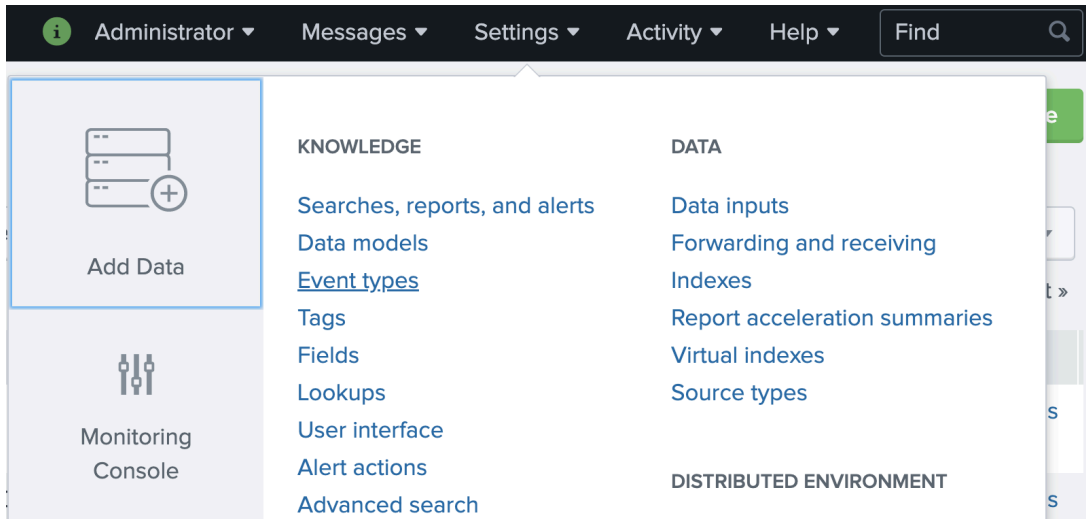 i Administrator Messages Settings Activity Help Find
Add Data
Monitoring
Console
KNOWLEDGE
Searches, reports, and alerts
Data models
Event types
Tags
Fields
Lookups
User interface
Alert actions
Advanced search
DATA
Data inputs
Forwarding and receiving
Indexes
Report acceleration summaries
Virtual indexes
Source types
DISTRIBUTED ENVIRONMENT
e
t »
s
s